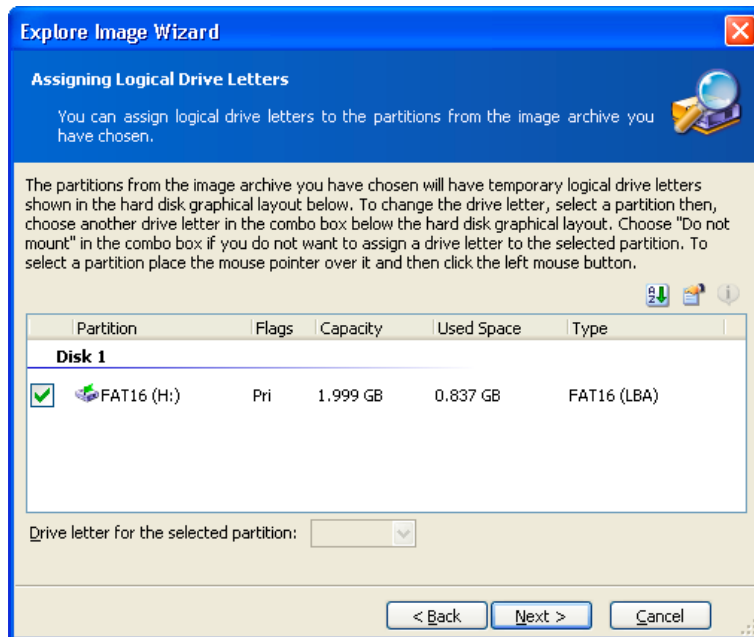 Explore Image Wizard
Assigning Logical Drive Letters
You can assign logical drive letters to the partitions from the image archive you
have chosen.
The partitions from the image archive you have chosen will have temporary logical drive letters
shown in the hard disk graphical layout below. To change the drive letter, select a partition then,
choose another drive letter in the combo box below the hard disk graphical layout. Choose "Do not
mount" in the combo box if you do not want to assign a drive letter to the selected partition. To
select a partition place the mouse pointer over it and then click the left mouse button.
Partition Flags Capacity Used Space Type
Disk 1
FAT16 (H:) Pri 1.999 GB 0.837 GB FAT16 (LBA)
Drive letter for the selected partition:
< Back Next > Cancel